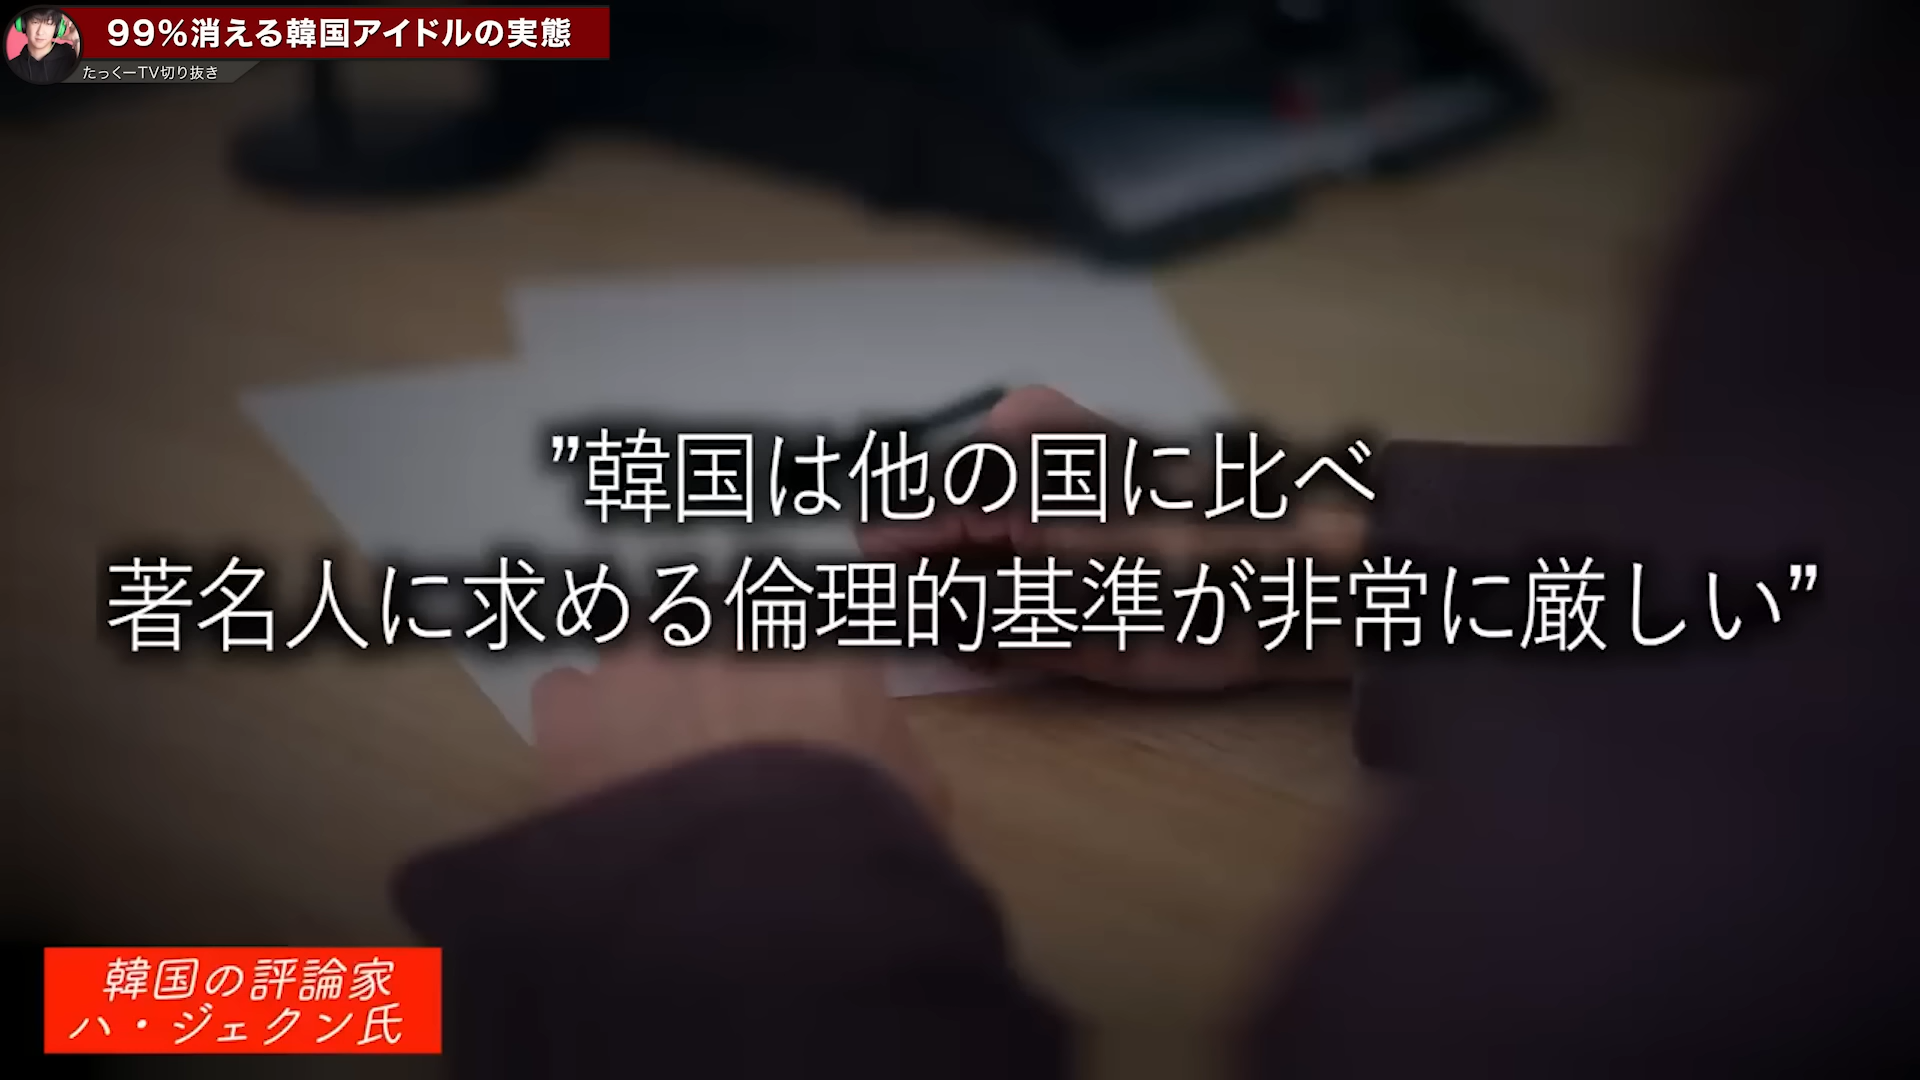 99%消える韓国アイドルの実態
たっくーTV切り抜き
”韓国は他の国に比べ
著名人に求める倫理的基準が非常に厳しい”
韓国の評論家
ハ・ジェクン氏